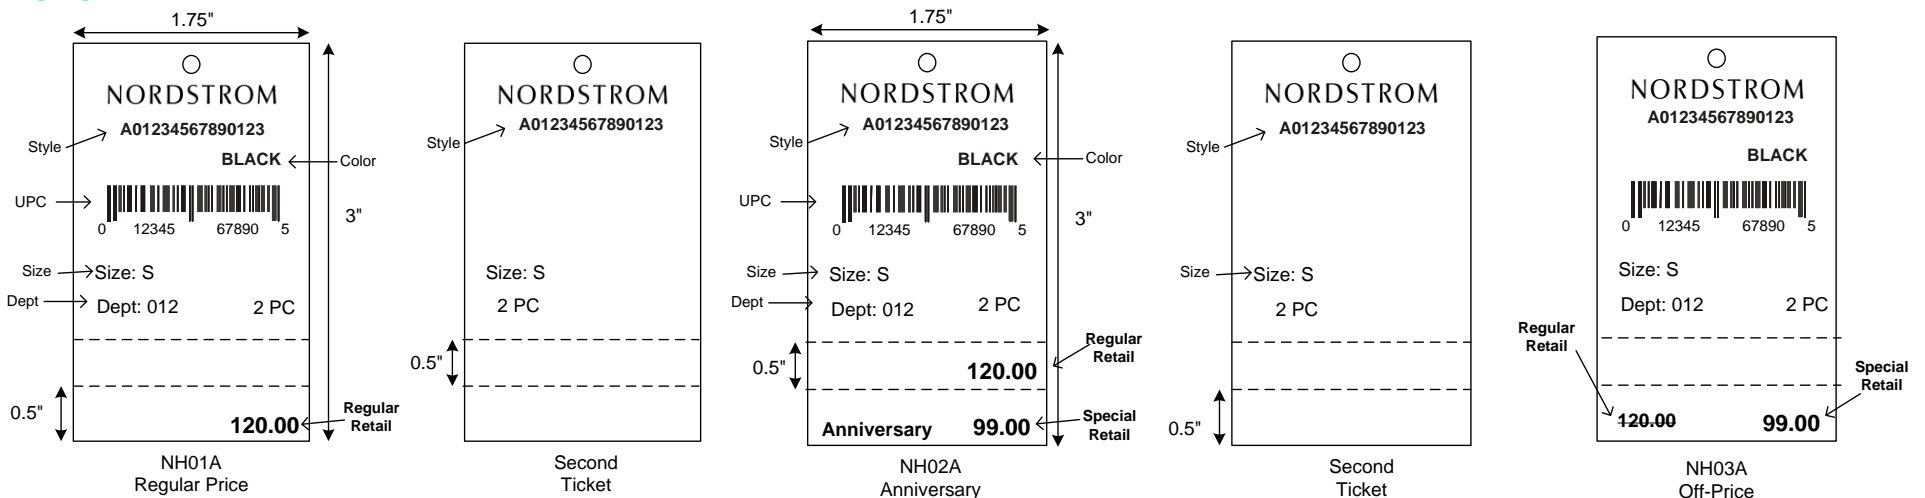 1.75"
NORDSTROM
A01234567890123
Style
BLACK
Color
UPC
0 12345 67890 5
3"
Size
Size: S
Dept
Dept: 012 2 PC
0.5"
120.00
Regular
Retail
NH01A
Regular Price
NORDSTROM
A01234567890123
Style
Size: S
2 PC
0.5"
Second
Ticket
1.75"
NORDSTROM
A01234567890123
Style
BLACK
Color
UPC
0 12345 67890 5
3"
Size
Size: S
Dept
Dept: 012 2 PC
Regular
Retail
0.5"
120.00
Anniversary 99.00
Special
Retail
NH02A
Anniversary
NORDSTROM
A01234567890123
Style
Size
Size: S
2 PC
0.5"
Second
Ticket
NORDSTROM
A01234567890123
BLACK
0 12345 67890 5
Size: S
Dept: 012 2 PC
Regular
Retail
Special
Retail
120.00 99.00
NH03A
Off-Price